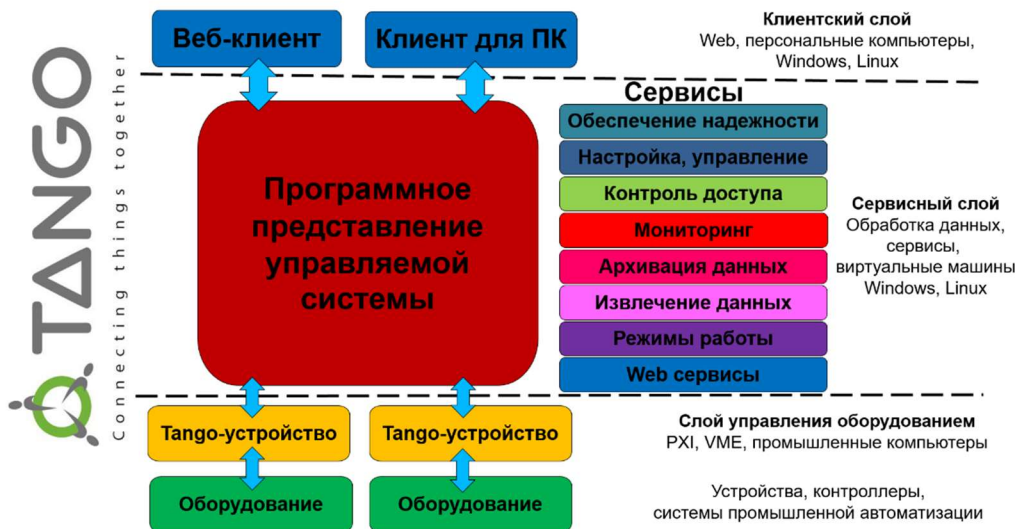 TANGO
Connecting things together
Веб-клиент
Клиент для ПК
Клиентский слой
Web, персональные компьютеры,
Windows, Linux
Программное
представление
управляемой
системы
Сервисы
Обеспечение надежности
Настройка, управление
Контроль доступа
Мониторинг
Архивация данных
Извлечение данных
Режимы работы
Web сервисы
Сервисный слой
Обработка данных,
сервисы,
виртуальные машины
Windows, Linux
Tango-устройство
Tango-устройство
Слой управления оборудованием
PXI, VME, промышленные компьютеры
Оборудование
Оборудование
Устройства, контроллеры,
системы промышленной автоматизации